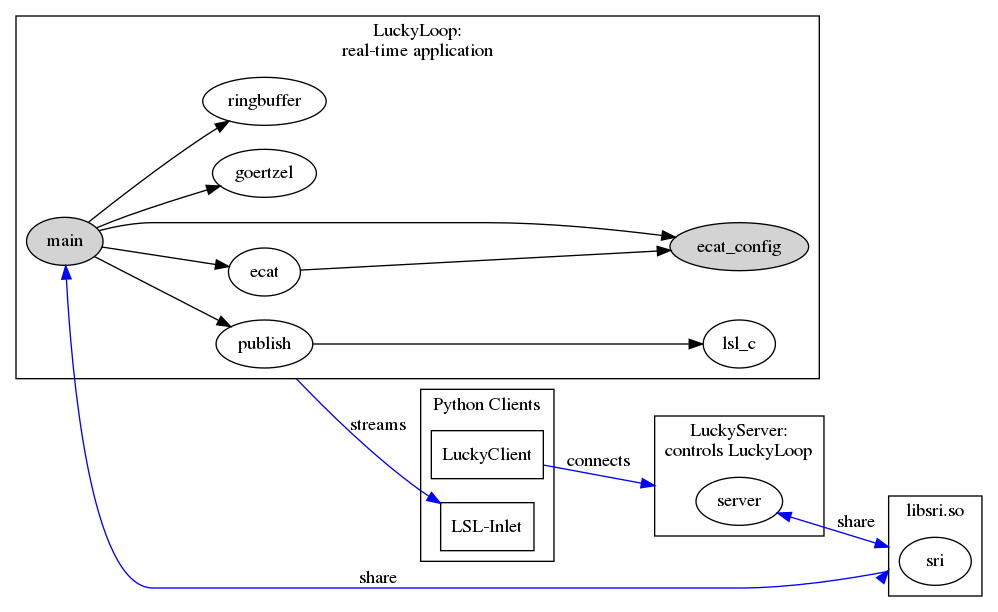 LuckyLoop:
real-time application
ringbuffer
goertzel
main
ecat_config
ecat
publish
lsl_c
Python Clients
streams
LuckyClient
LSL-Inlet
connects
LuckyServer:
controls LuckyLoop
server
share
libsri.so
sri
share